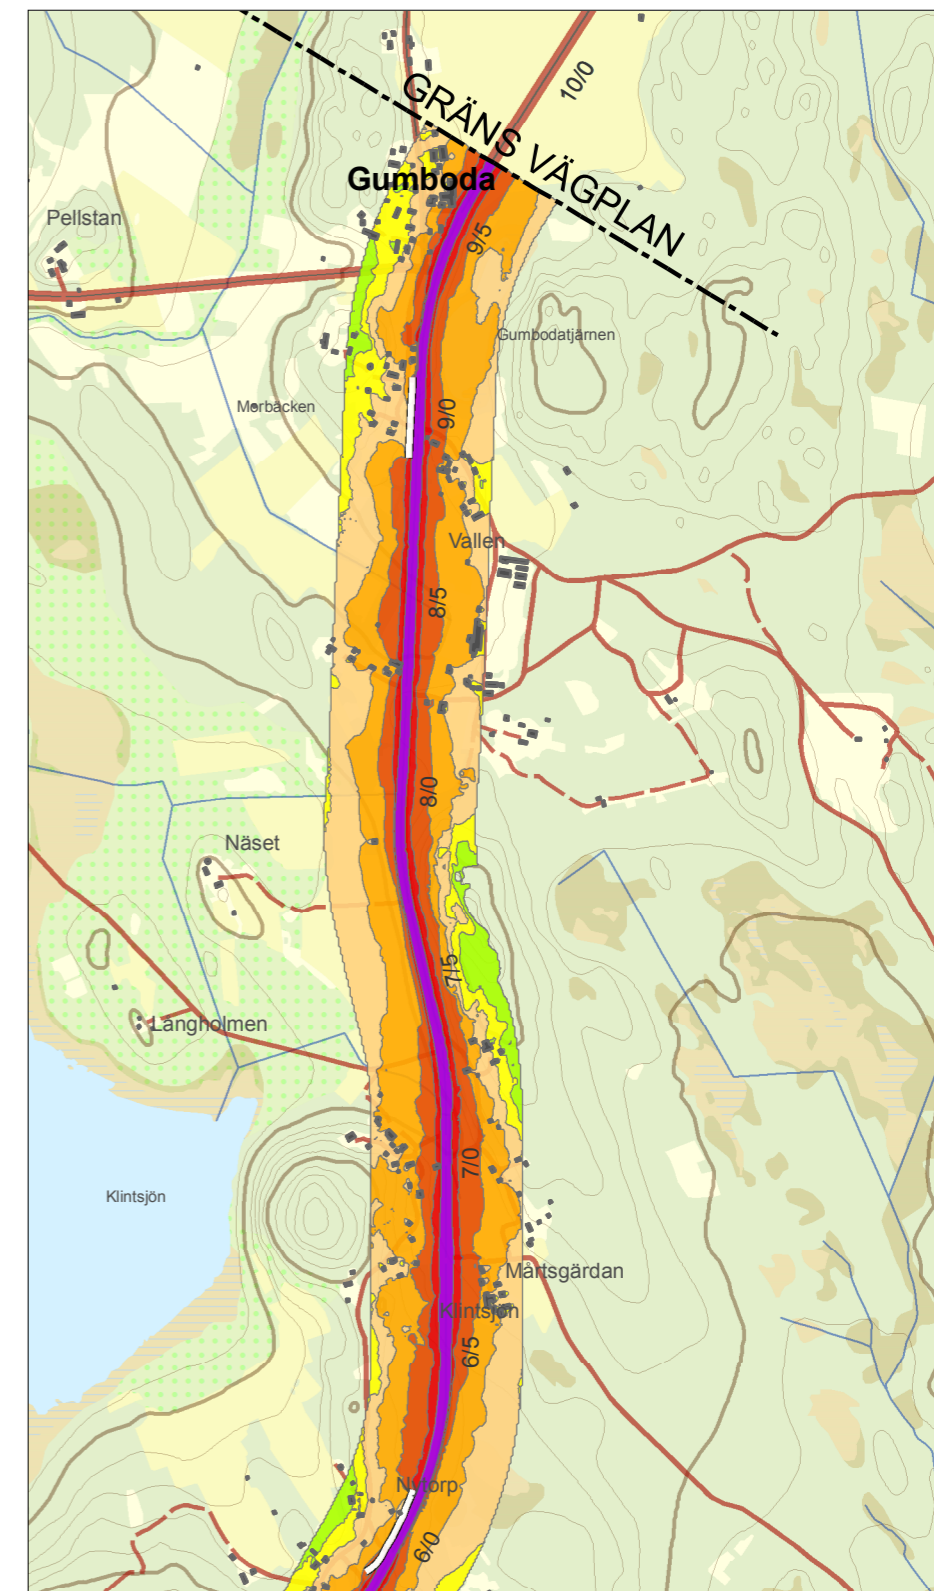 10/0
GRÄNS VÄGPLAN
Gumboda
Pellstan
9/5
Gumbodatjärnen
Morbäcken
9/0
Vallen
8/5
8/0
Näset
7/5
Långholmen
7/0
Klintsjön
Mårtsgärdan
Klintsjön
6/5
Nytorp
6/0